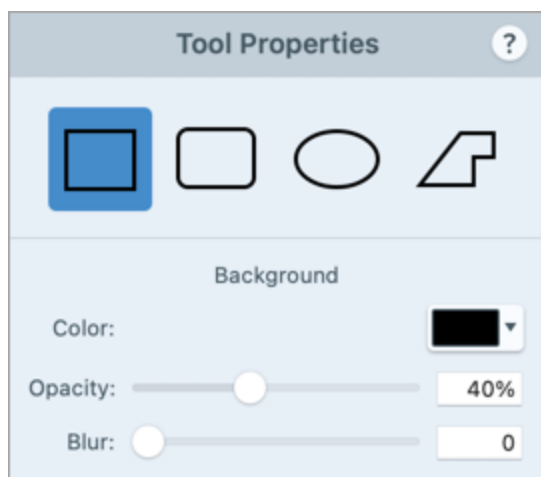 Tool Properties ?
Background
Color:
Opacity: 40%
Blur: 0